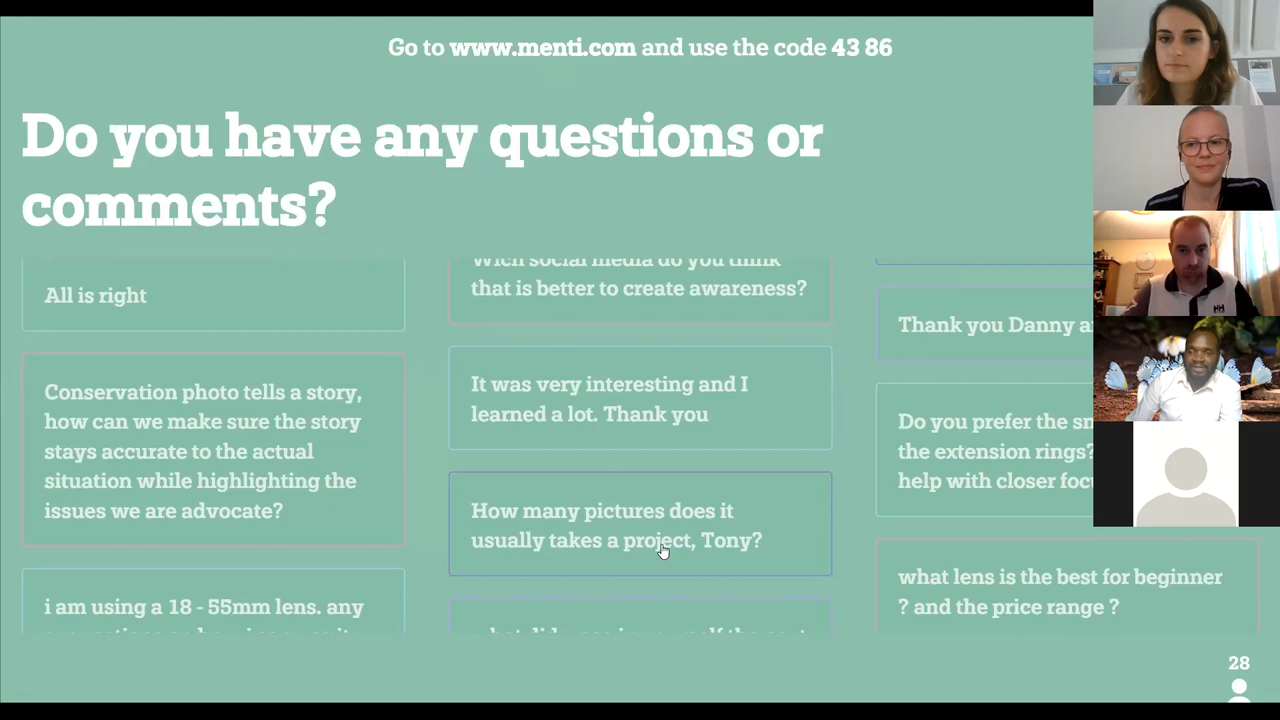 Go to www.menti.com and use the code 43 86
Do you have any questions or
comments?
All is right
Conservation photo tells a story,
how can we make sure the story
stays accurate to the actual
situation while highlighting the
issues we are advocate?
i am using a 18 - 55mm lens. any
Wich social media do you think
that is better to create awareness?
It was very interesting and I
learned a lot. Thank you
How many pictures does it
usually takes a project, Tony?
Thank you Danny
Do you prefer the
the extension rings?
help with closer
what lens is the best for beginner
? and the price range ?
28
HH